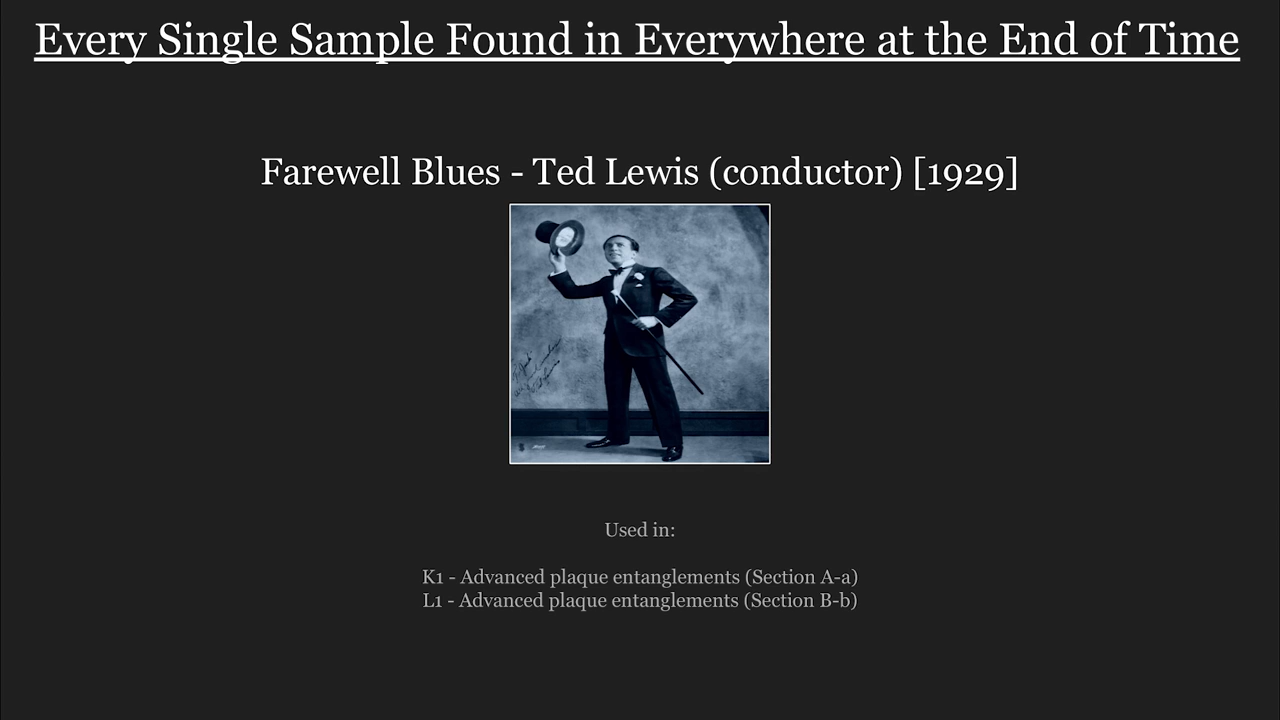 Every Single Sample Found in Everywhere at the End of Time
Farewell Blues - Ted Lewis (conductor) [1929]
Used in:
K1 - Advanced plaque entanglements (Section A-a)
L1 - Advanced plaque entanglements (Section B-b)